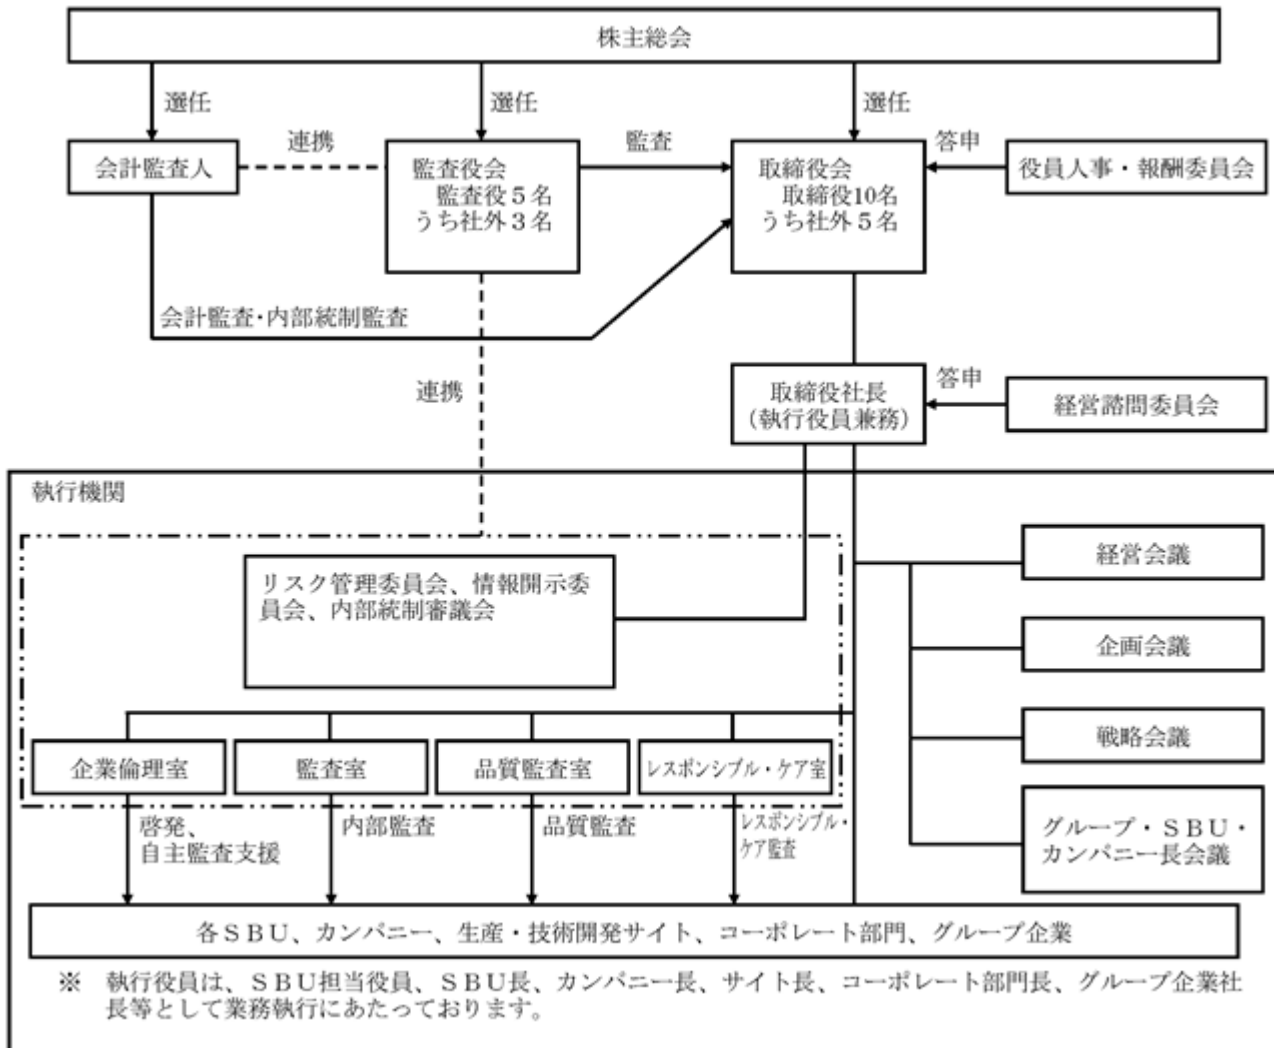 株主総会
選任
選任
選任
会計監査人
連携
監査役会
監査役５名
うち社外３名
監査
取締役会
取締役10名
うち社外５名
答申
役員人事・報酬委員会
会計監査・内部統制監査
連携
取締役社長
（執行役員兼務）
答申
経営諮問委員会
執行機関
リスク管理委員会、情報開示委
員会、内部統制審議会
経営会議
企画会議
戦略会議
グループ・ＳＢＵ・
カンパニー長会議
企業倫理室
監査室
品質監査室
レスポンシブル・ケア室
啓発、
自主監査支援
内部監査
品質監査
レスポンシブル・
ケア監査
各ＳＢＵ、カンパニー、生産・技術開発サイト、コーポレート部門、グループ企業
※　執行役員は、ＳＢＵ担当役員、ＳＢＵ長、カンパニー長、サイト長、コーポレート部門長、グループ企業社
長等として業務執行にあたっております。